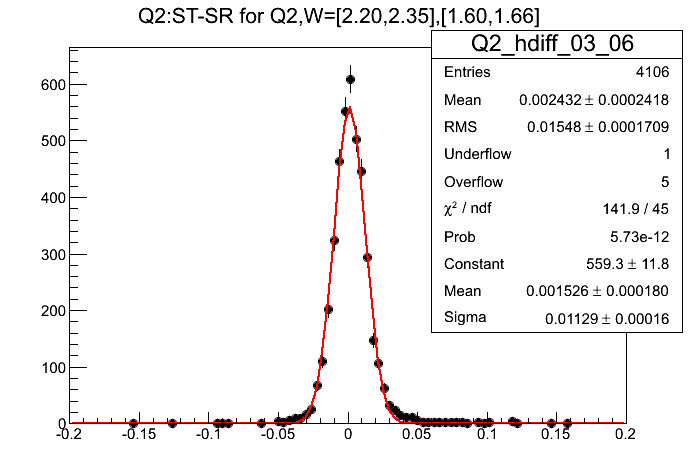 Q2:ST-SR for Q2,W=[2.20,2.35],[1.60,1.66]
Q2_hdiff_03_06
Entries 4106
Mean 0.002432 ± 0.0002418
RMS 0.01548 ± 0.0001709
Underflow 1
Overflow 5
χ² / ndf 141.9 / 45
Prob 5.73e-12
Constant 559.3 ± 11.8
Mean 0.001526 ± 0.000180
Sigma 0.01129 ± 0.00016
600
500
400
300
200
100
0
-0.2 -0.15 -0.1 -0.05 0 0.05 0.1 0.15 0.2